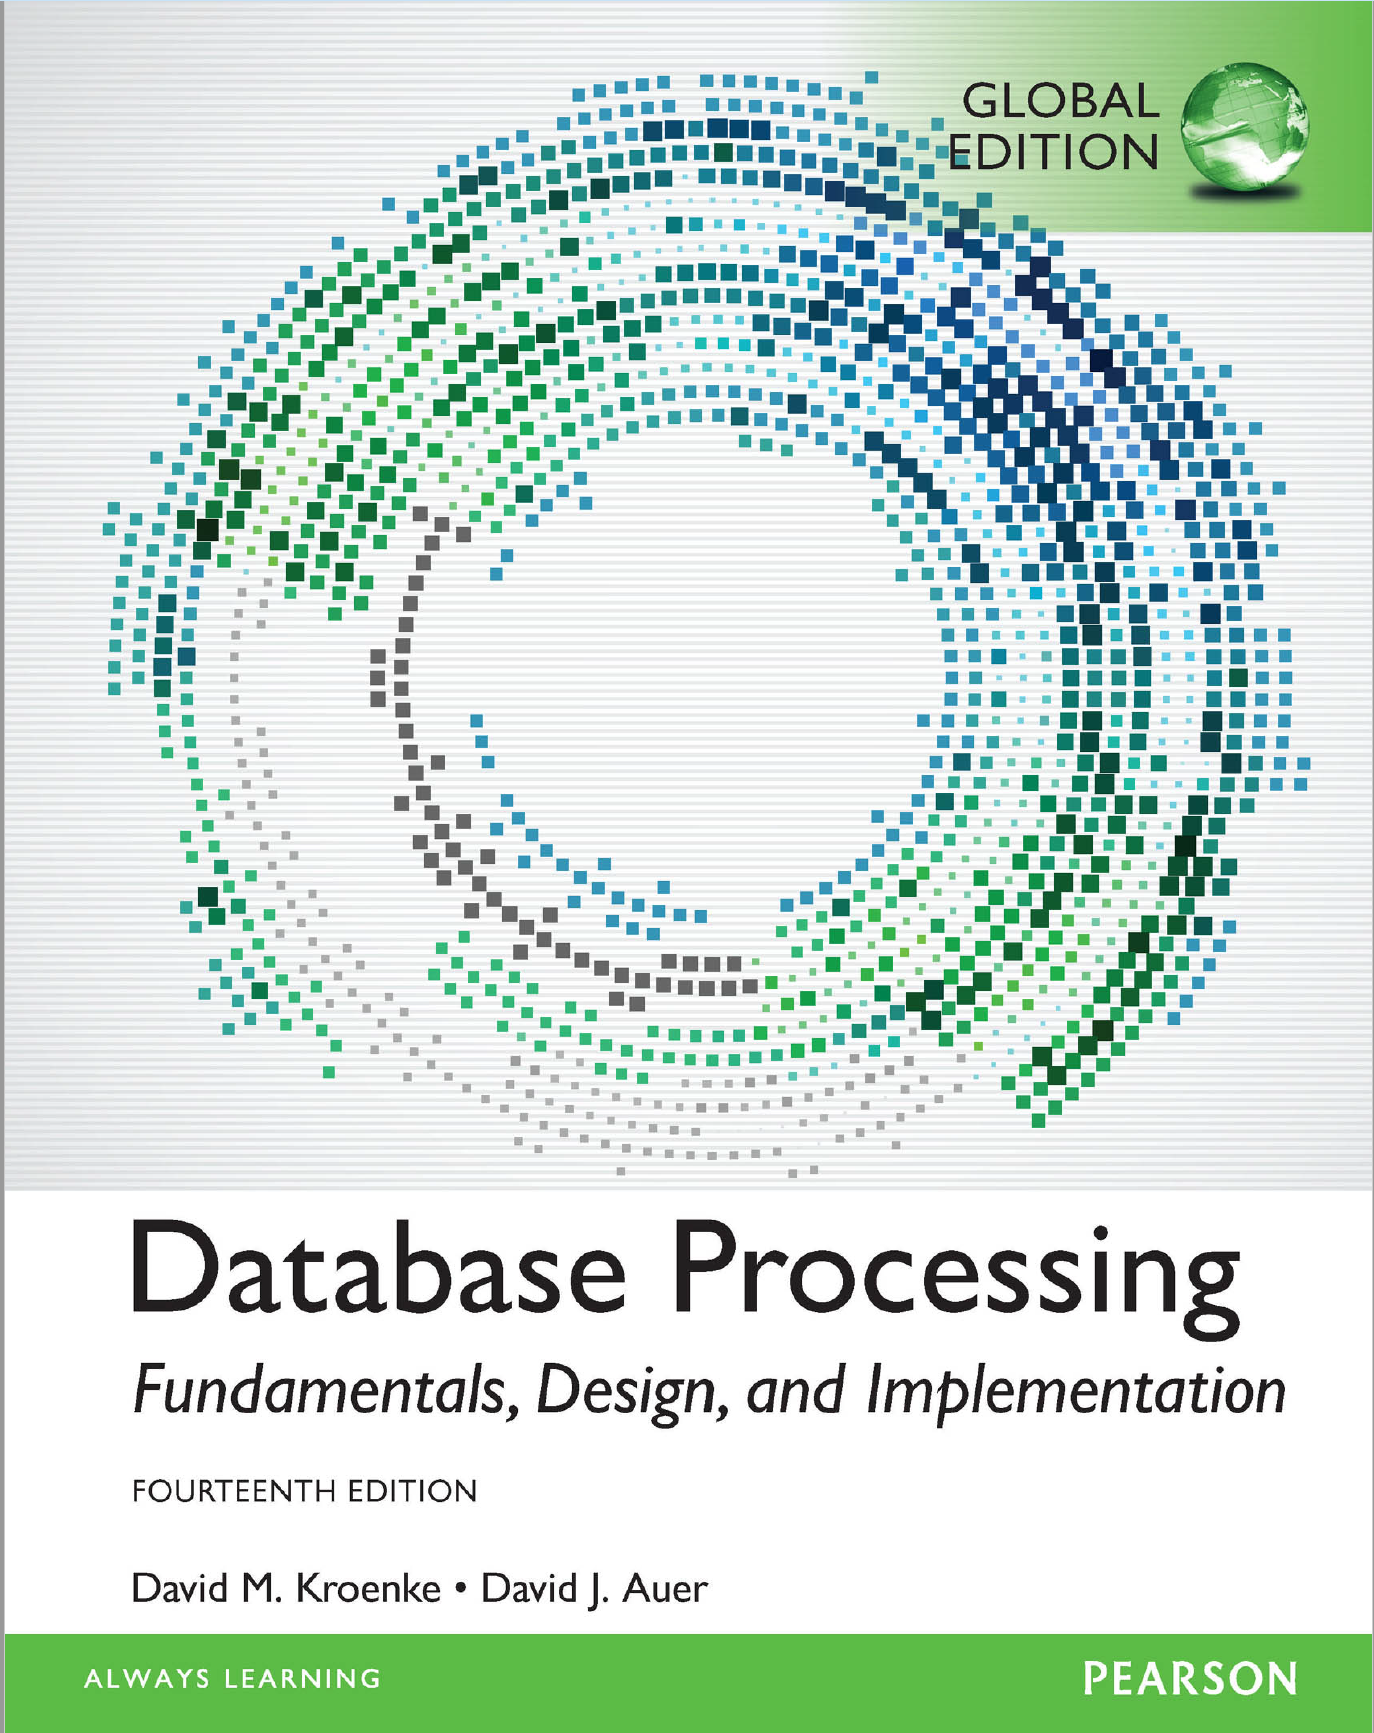 GLOBAL
EDITION
Database Processing
Fundamentals, Design, and Implementation
FOURTEENTH EDITION
David M. Kroenke • David J. Auer
ALWAYS LEARNING
PEARSON